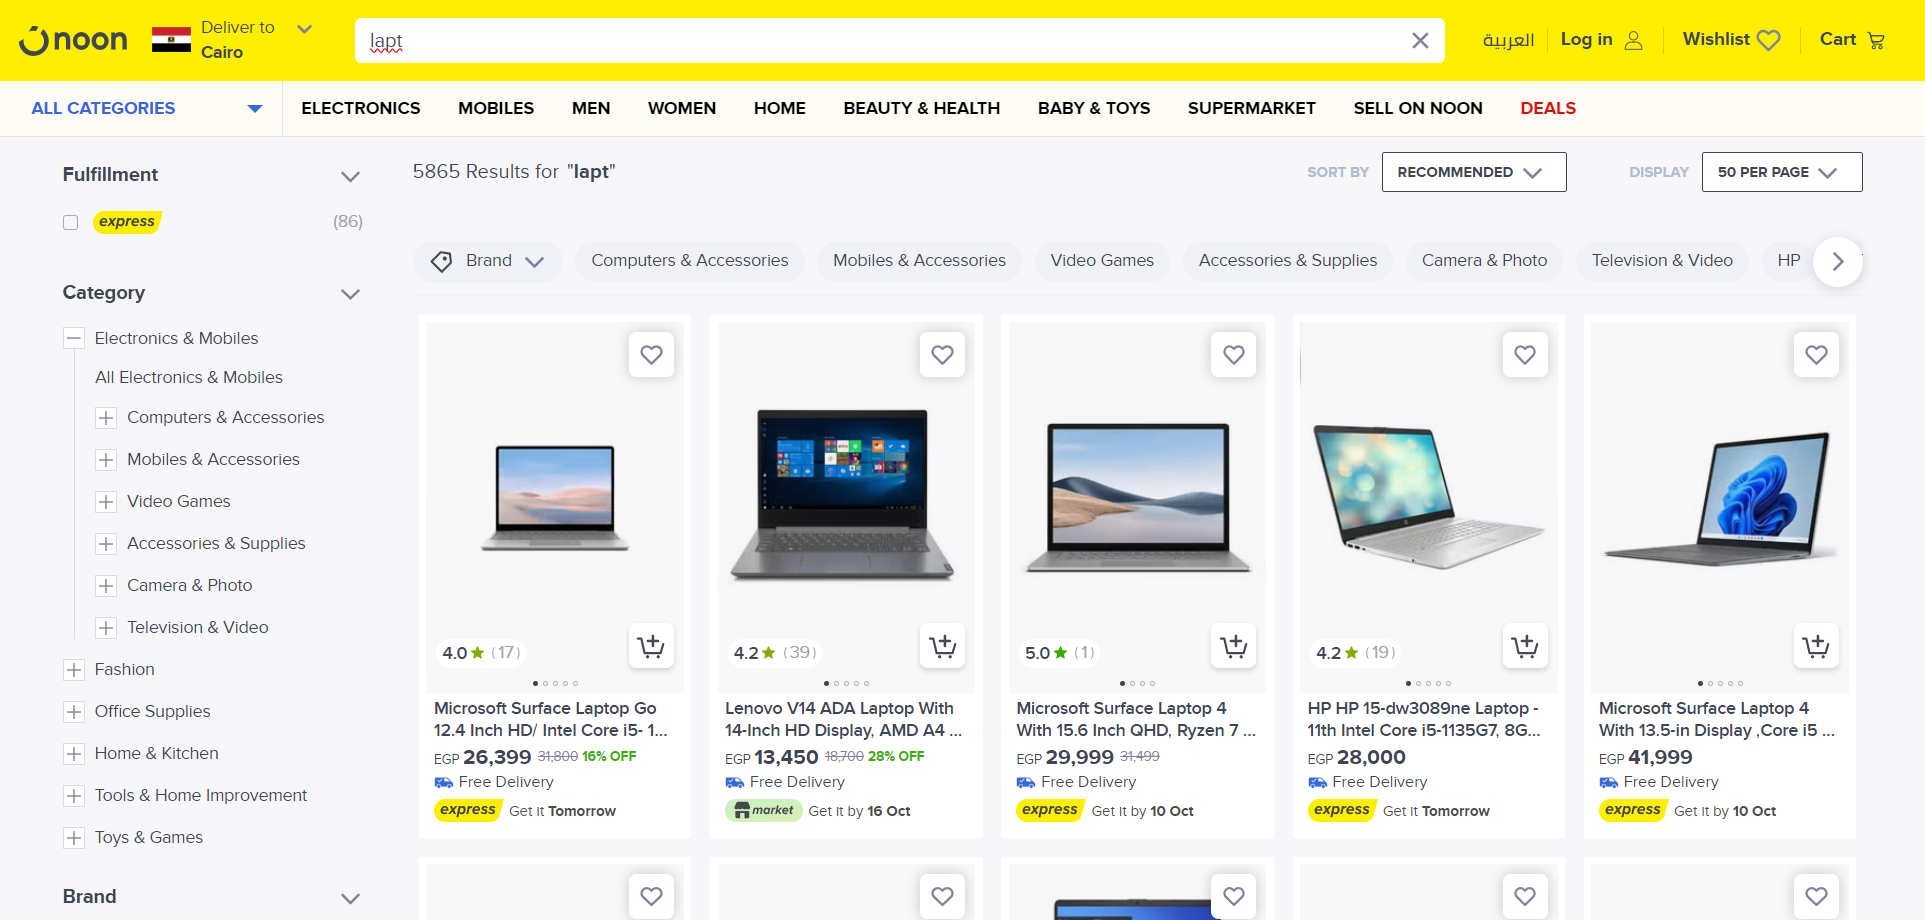 noon
Deliver to
Cairo
lapt
العربية
Log in
Wishlist
Cart
ALL CATEGORIES
ELECTRONICS
MOBILES
MEN
WOMEN
HOME
BEAUTY & HEALTH
BABY & TOYS
SUPERMARKET
SELL ON NOON
DEALS
Fulfillment
express (86)
Category
Electronics & Mobiles
All Electronics & Mobiles
Computers & Accessories
Mobiles & Accessories
Video Games
Accessories & Supplies
Camera & Photo
Television & Video
Fashion
Office Supplies
Home & Kitchen
Tools & Home Improvement
Toys & Games
Brand
5865 Results for "lapt"
SORT BY
RECOMMENDED
DISPLAY
50 PER PAGE
Brand
Computers & Accessories
Mobiles & Accessories
Video Games
Accessories & Supplies
Camera & Photo
Television & Video
HP
4.0 (17)
Microsoft Surface Laptop Go
12.4 Inch HD/ Intel Core i5- 1...
EGP 26,399 31,800 16% OFF
Free Delivery
express Get it Tomorrow
4.2 (39)
Lenovo V14 ADA Laptop With
14-Inch HD Display, AMD A4 ...
EGP 13,450 18,700 28% OFF
Free Delivery
market Get it by 16 Oct
5.0 (1)
Microsoft Surface Laptop 4
With 15.6 Inch QHD, Ryzen 7 ...
EGP 29,999 31,499
Free Delivery
express Get it by 10 Oct
4.2 (19)
HP HP 15-dw3089ne Laptop -
11th Intel Core i5-1135G7, 8G...
EGP 28,000
Free Delivery
express Get it Tomorrow
Microsoft Surface Laptop 4
With 13.5-in Display ,Core i5 ...
EGP 41,999
Free Delivery
express Get it by 10 Oct